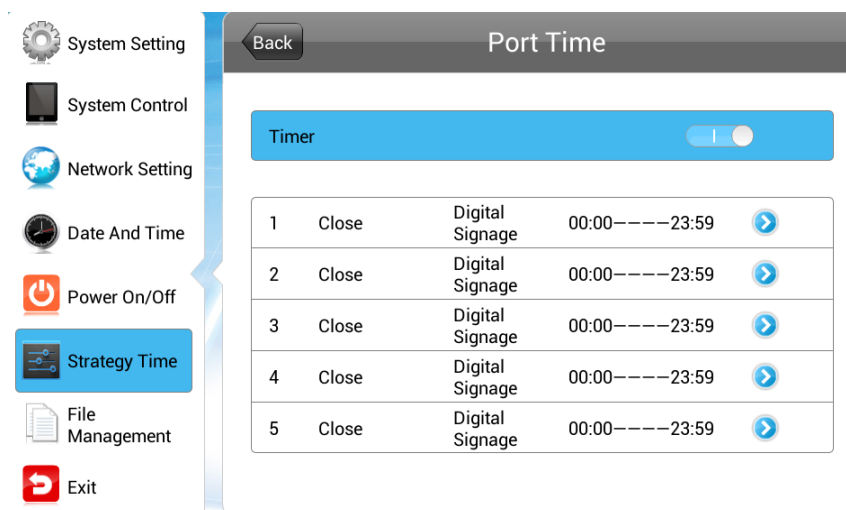 System Setting
System Control
Network Setting
Date And Time
Power On/Off
Strategy Time
File
Management
Exit
Back
Port Time
Timer
1 Close Digital Signage 00:00————23:59
2 Close Digital Signage 00:00————23:59
3 Close Digital Signage 00:00————23:59
4 Close Digital Signage 00:00————23:59
5 Close Digital Signage 00:00————23:59